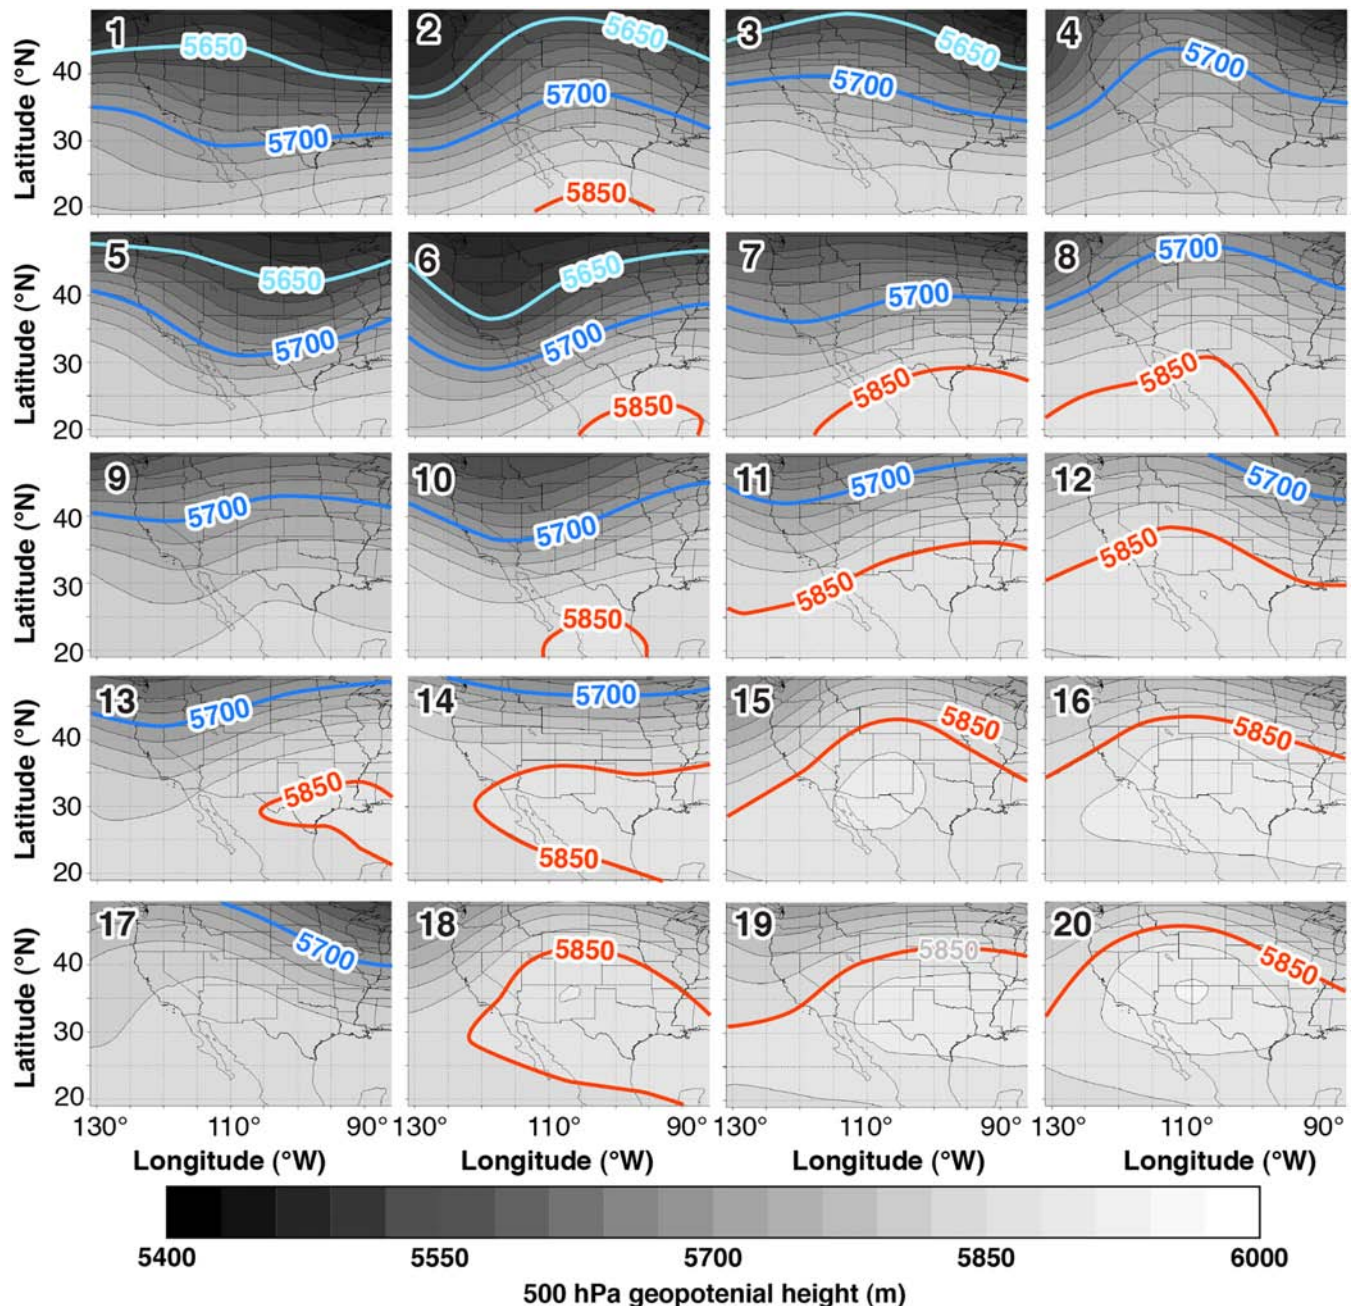 1 5650 5700
2 5650 5700 5850
3 5650 5700
4 5700
Latitude (°N) 40 30 20
5 5650 5700
6 5650 5700 5850
7 5700 5850
8 5700 5850
Latitude (°N) 40 30 20
9 5700
10 5700 5850
11 5700 5850
12 5700 5850
Latitude (°N) 40 30 20
13 5700 5850
14 5700 5850 5850
15 5850
16 5850
Latitude (°N) 40 30 20
17 5700
18 5850
19 5850
20 5850
Latitude (°N) 40 30 20
130° 110° 90° 130° 110° 90° 130° 110° 90° 130° 110° 90°
Longitude (°W) Longitude (°W) Longitude (°W) Longitude (°W)
5400 5550 5700 5850 6000
500 hPa geopotenial height (m)